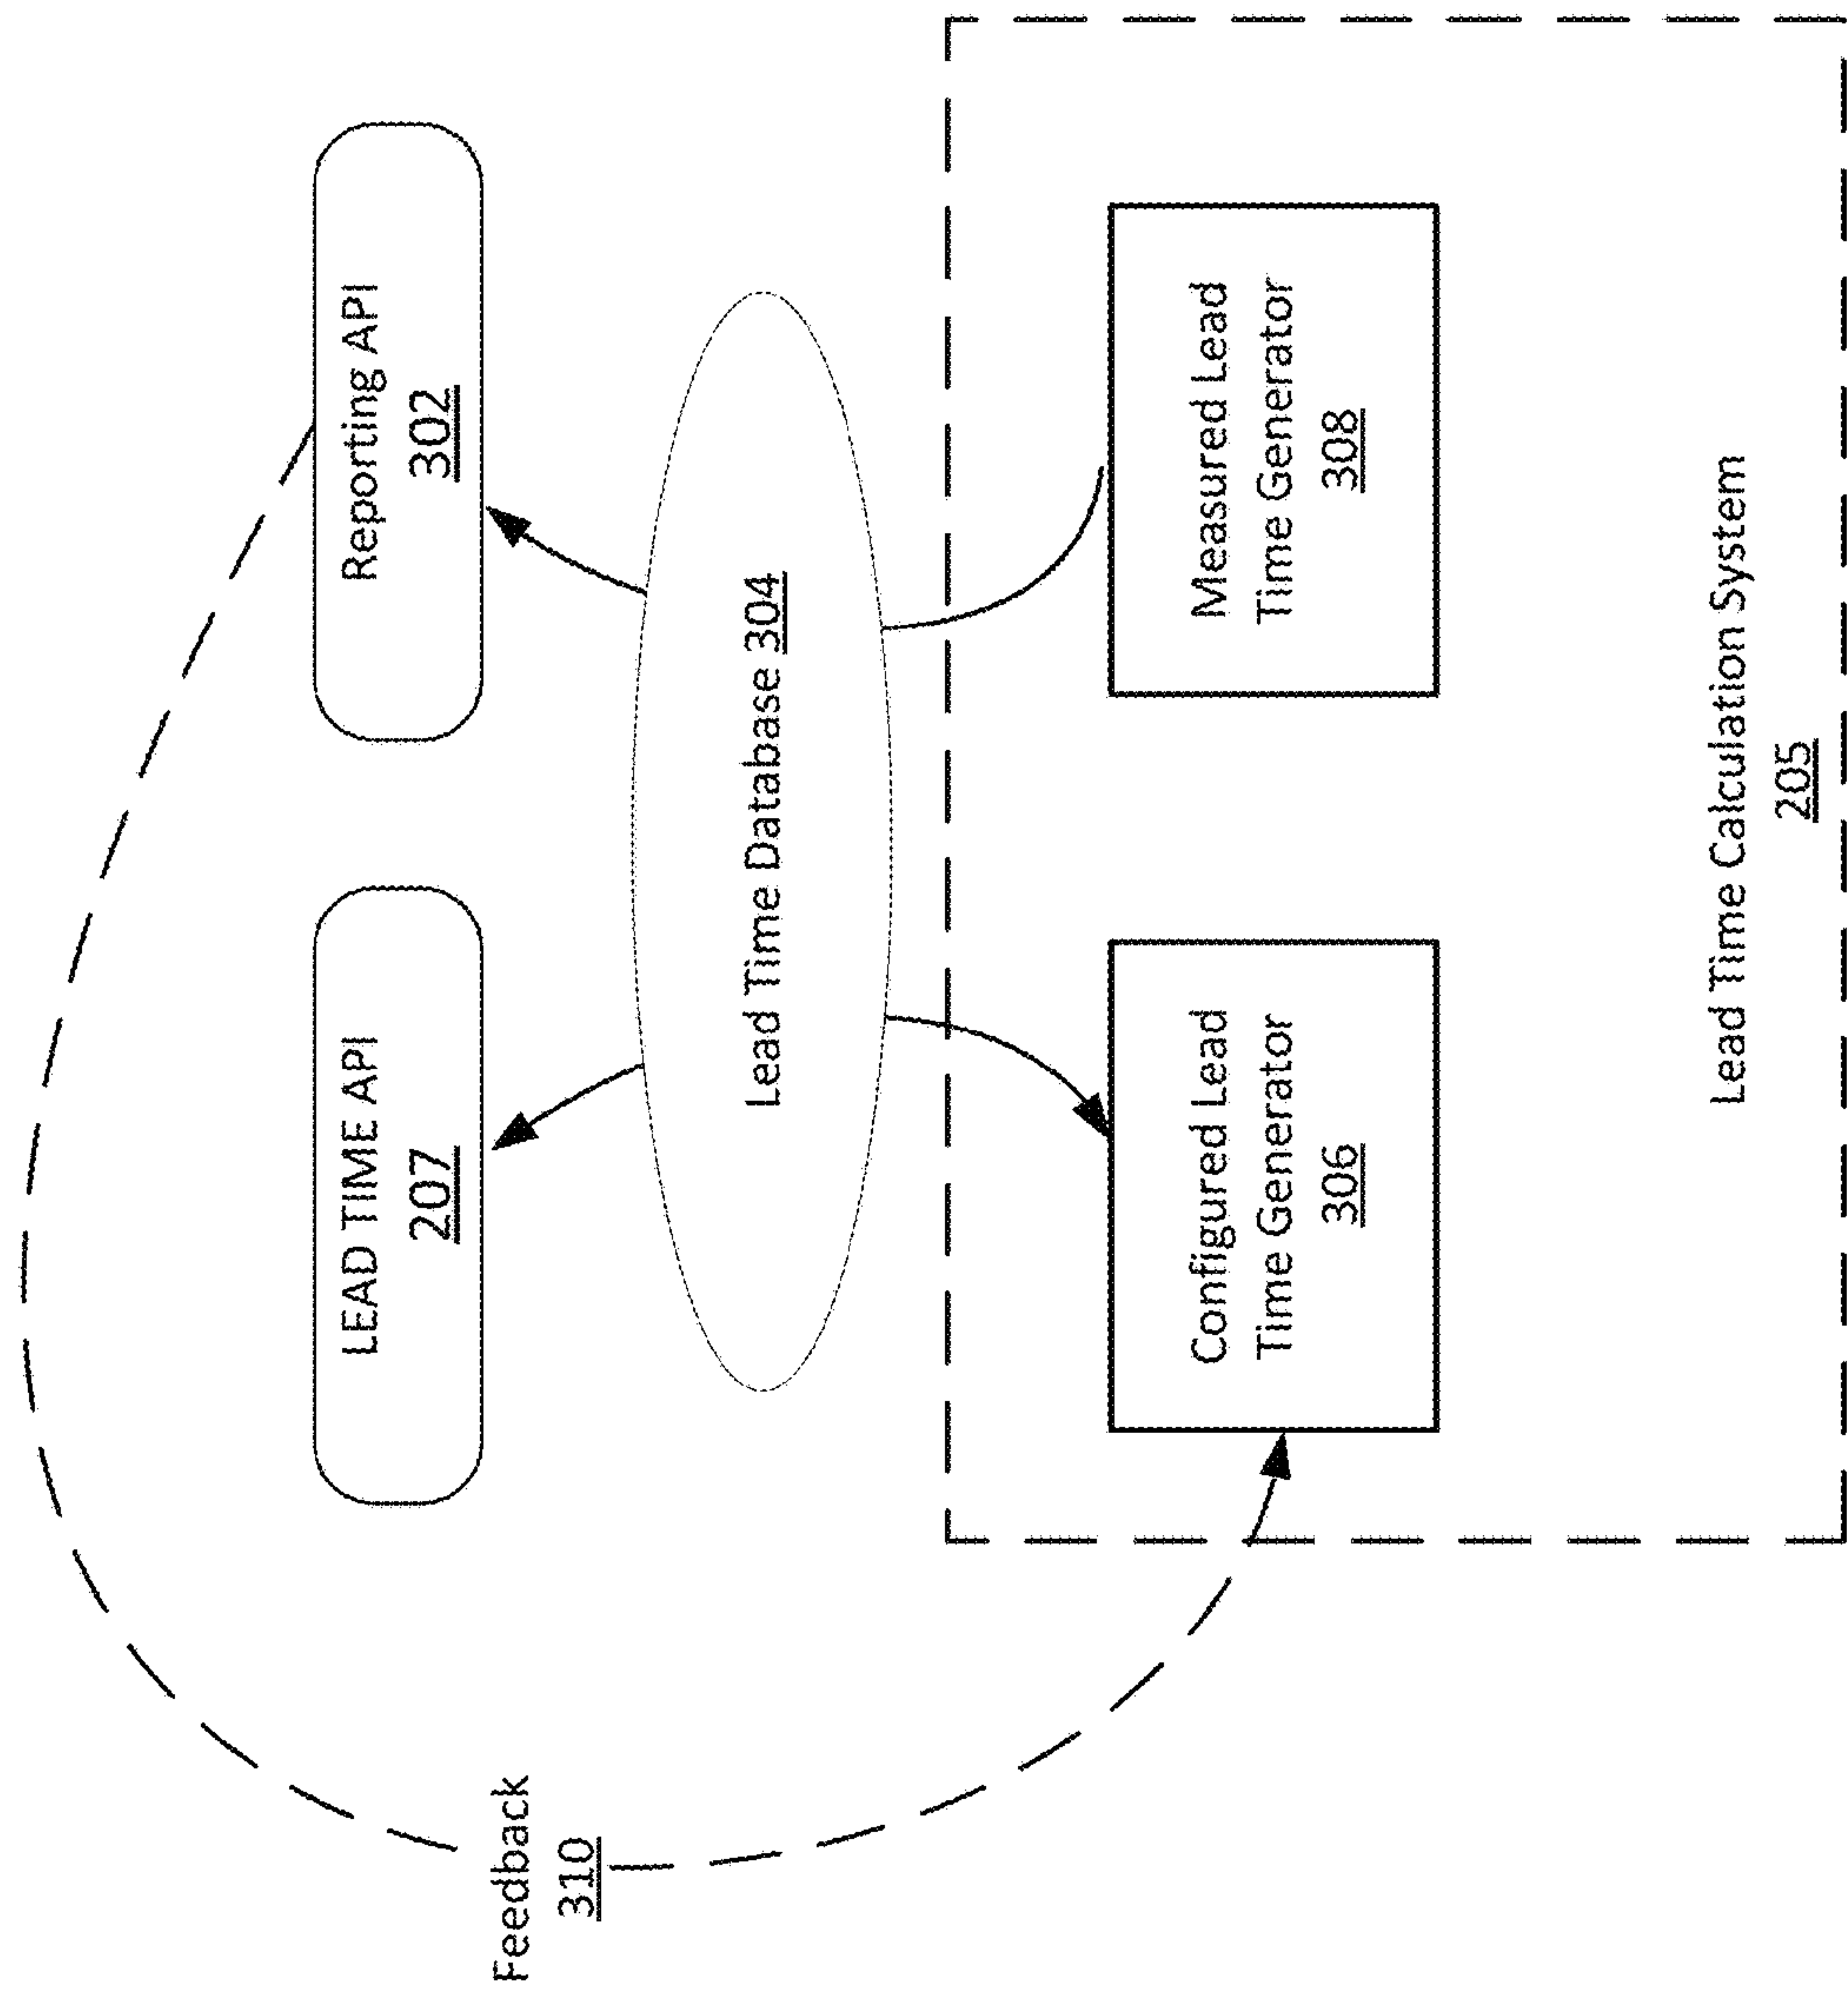 Feedback
310
LEAD TIME API
207
Reporting API
302
Lead Time Database 304
Configured Lead
Time Generator
306
Measured Lead
Time Generator
308
Lead Time Calculation System
205